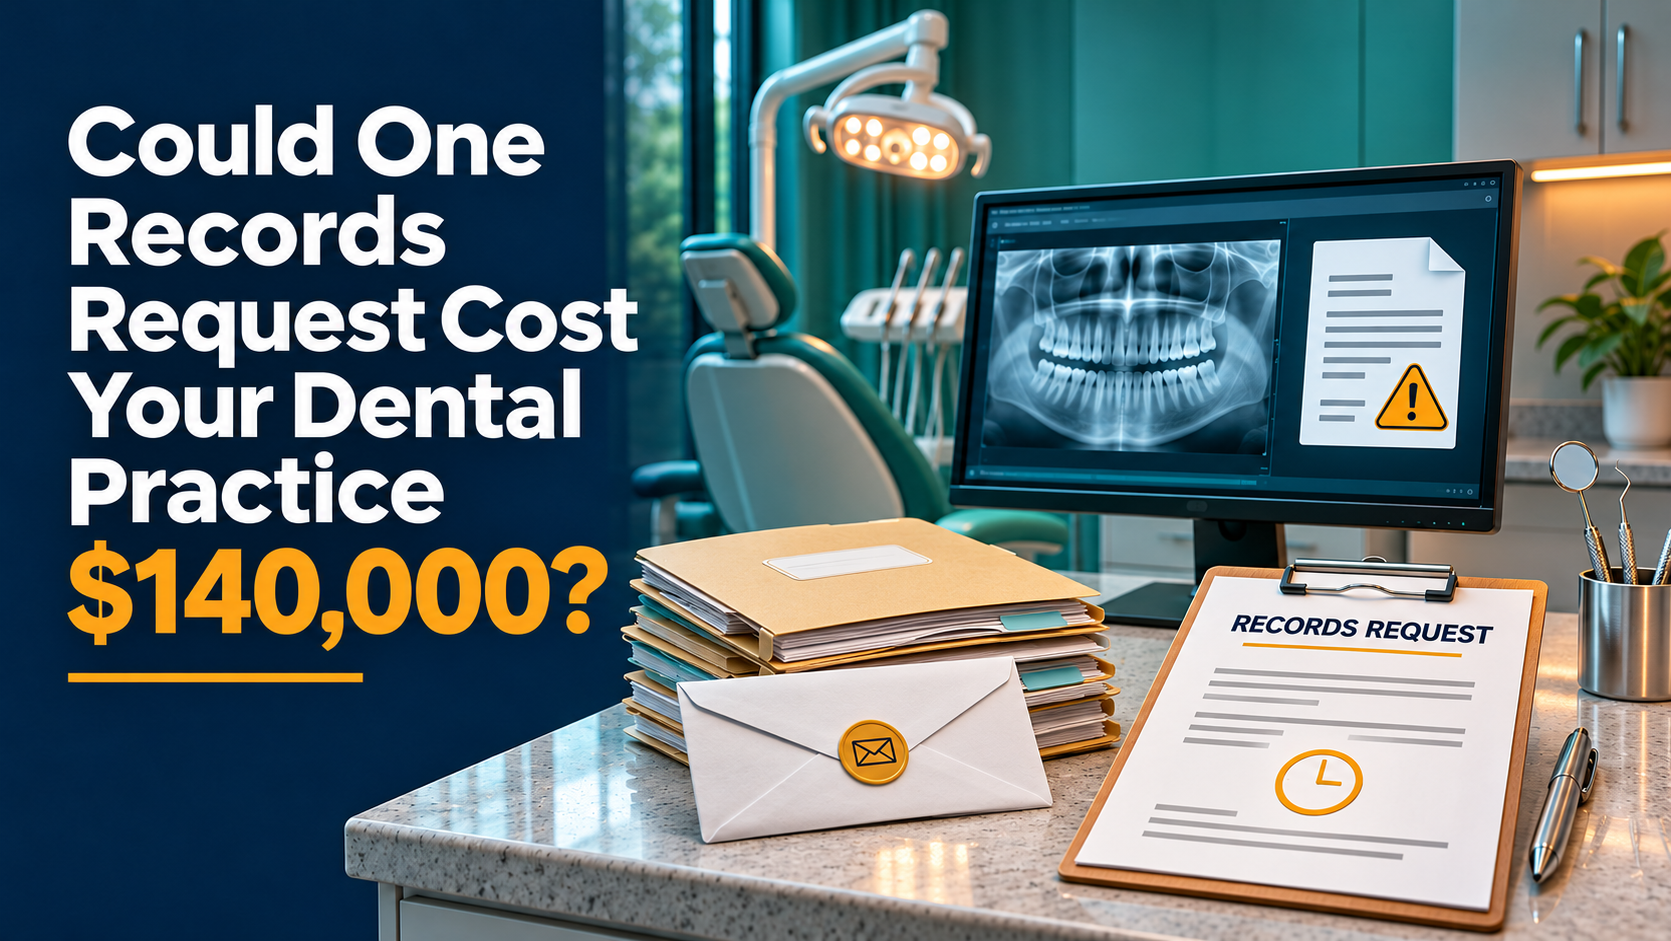 Could One
Records
Request Cost
Your Dental
Practice
$140,000?
RECORDS REQUEST